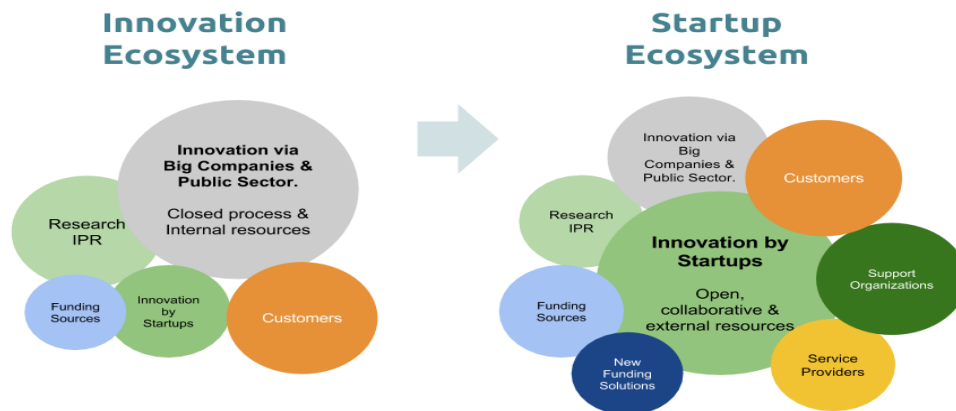 Innovation
Ecosystem
Innovation via
Big Companies &
Public Sector.
Closed process &
Internal resources
Research
IPR
Funding
Sources
Innovation
by
Startups
Customers
Startup
Ecosystem
Innovation via
Big
Companies &
Public Sector.
Customers
Research
IPR
Innovation by
Startups
Open,
collaborative &
external resources
Support
Organizations
Funding
Sources
New
Funding
Solutions
Service
Providers